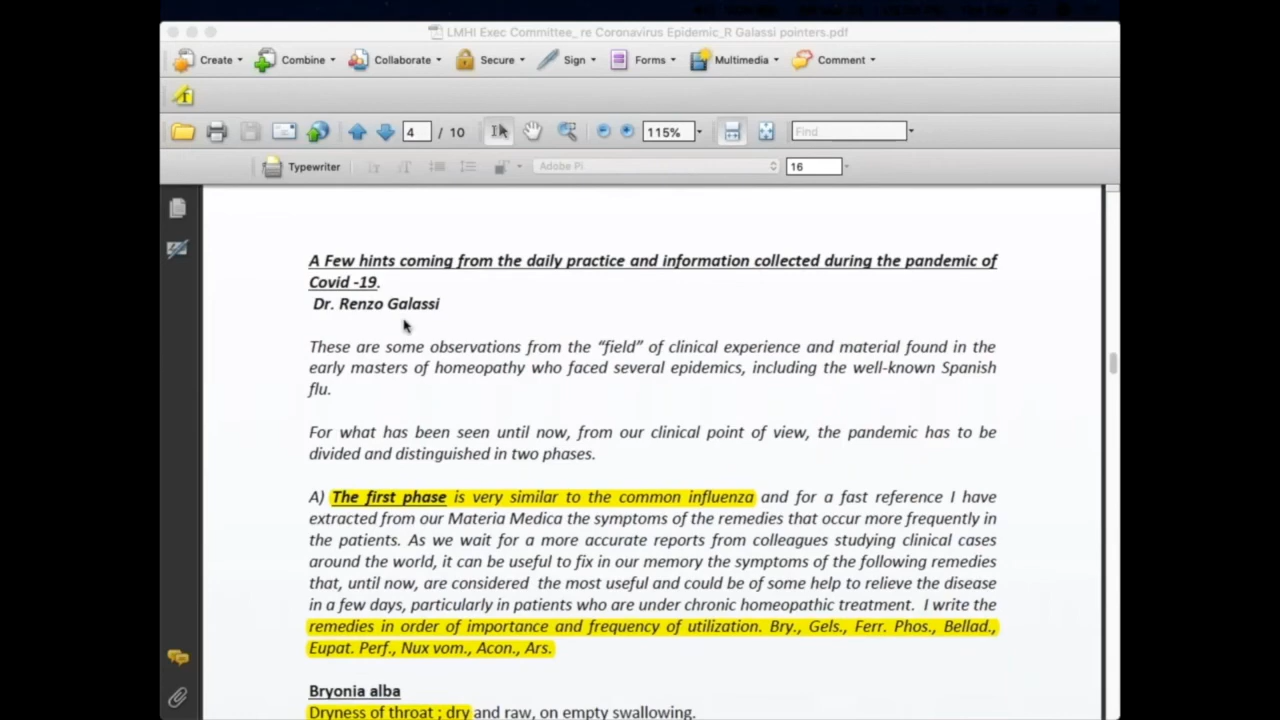 LMHI Exec Committee_ re Coronavirus Epidemic_R Galassi pointers.pdf
Create Combine Collaborate Secure Sign Forms Multimedia Comment
4 / 10 115% Find
Typewriter Adobe Pi 16
A Few hints coming from the daily practice and information collected during the pandemic of
Covid -19.
Dr. Renzo Galassi
These are some observations from the “field” of clinical experience and material found in the
early masters of homeopathy who faced several epidemics, including the well-known Spanish
flu.
For what has been seen until now, from our clinical point of view, the pandemic has to be
divided and distinguished in two phases.
A) The first phase is very similar to the common influenza and for a fast reference I have
extracted from our Materia Medica the symptoms of the remedies that occur more frequently in
the patients. As we wait for a more accurate reports from colleagues studying clinical cases
around the world, it can be useful to fix in our memory the symptoms of the following remedies
that, until now, are considered the most useful and could be of some help to relieve the disease
in a few days, particularly in patients who are under chronic homeopathic treatment. I write the
remedies in order of importance and frequency of utilization. Bry., Gels., Ferr. Phos., Bellad.,
Eupat. Perf., Nux vom., Acon., Ars.
Bryonia alba
Dryness of throat ; dry and raw, on empty swallowing.